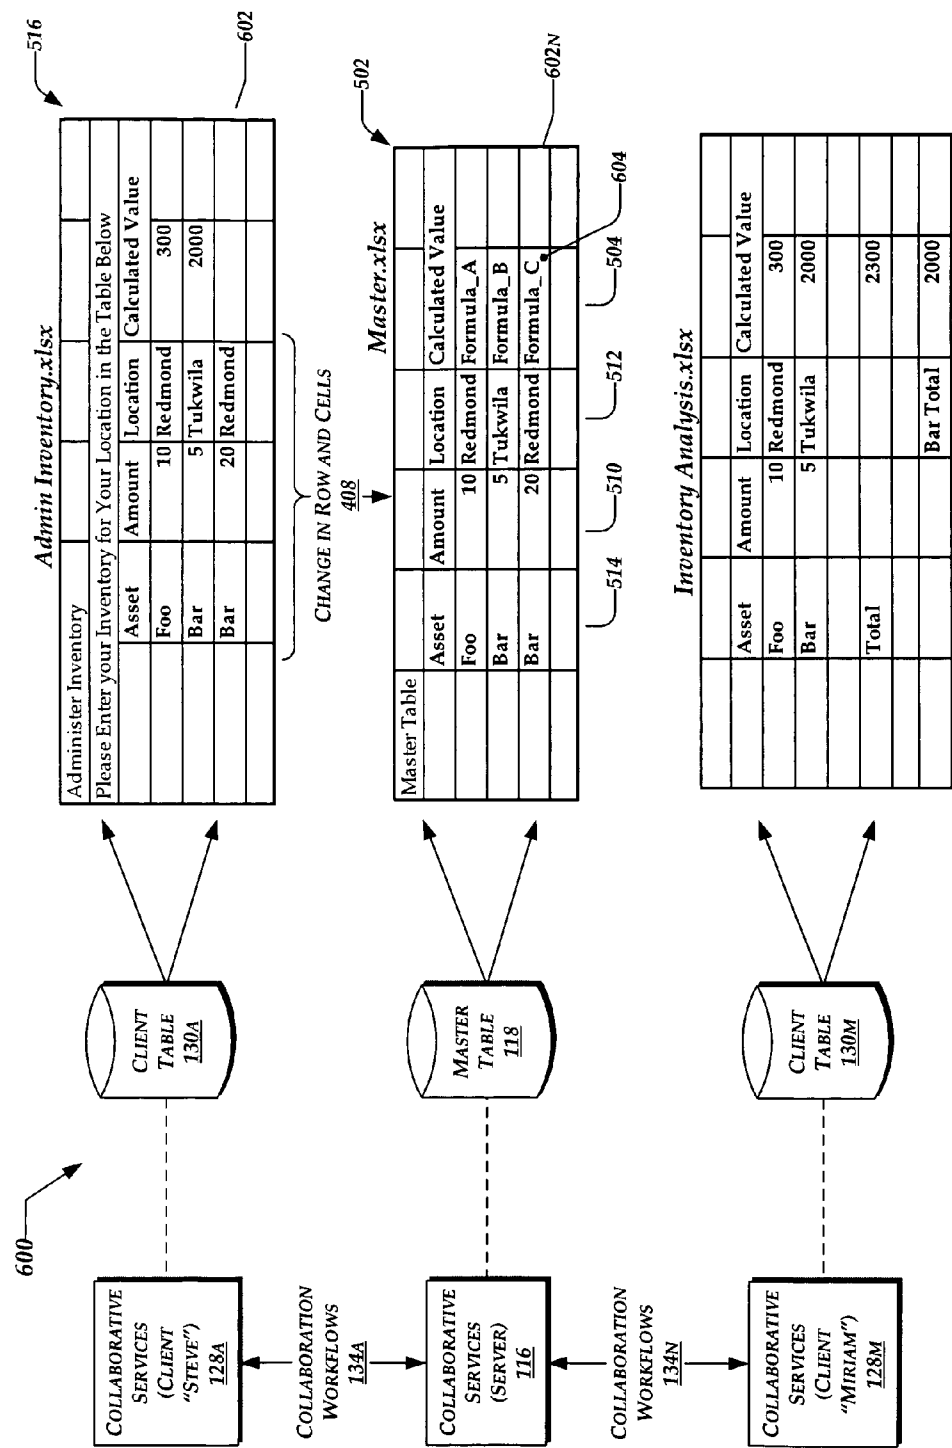 600
COLLABORATIVE
SERVICES
(CLIENT
"STEVE")
128A
CLIENT
TABLE
130A
Admin Inventory.xlsx
516
Administer Inventory
Please Enter your Inventory for Your Location in the Table Below
Asset Amount Location Calculated Value
Foo 10 Redmond 300
Bar 5 Tukwila 2000
Bar 20 Redmond
602
COLLABORATION
WORKFLOWS
134A
CHANGE IN ROW AND CELLS
408
COLLABORATIVE
SERVICES
(SERVER)
116
MASTER
TABLE
118
Master.xlsx
502
Master Table
Asset Amount Location Calculated Value
Foo 10 Redmond Formula_A
Bar 5 Tukwila Formula_B
Bar 20 Redmond Formula_C
602N
514 510 512 504 604
COLLABORATION
WORKFLOWS
134N
COLLABORATIVE
SERVICES
(CLIENT
"MIRIAM")
128M
CLIENT
TABLE
130M
Inventory Analysis.xlsx
Asset Amount Location Calculated Value
Foo 10 Redmond 300
Bar 5 Tukwila 2000
Total 2300
Bar Total 2000